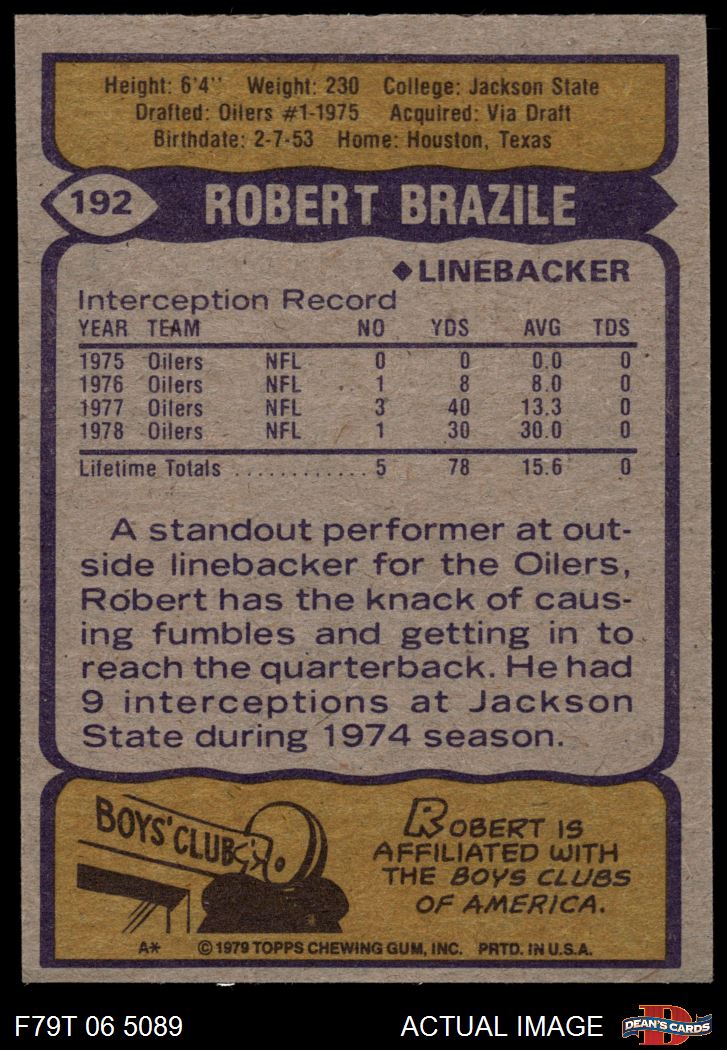 Height: 6'4" Weight: 230 College: Jackson State
Drafted: Oilers #1-1975 Acquired: Via Draft
Birthdate: 2-7-53 Home: Houston, Texas
192 ROBERT BRAZILE
◆LINEBACKER
Interception Record
YEAR TEAM NO YDS AVG TDS
1975 Oilers NFL 0 0 0.0 0
1976 Oilers NFL 1 8 8.0 0
1977 Oilers NFL 3 40 13.3 0
1978 Oilers NFL 1 30 30.0 0
Lifetime Totals ............ 5 78 15.6 0
A standout performer at out-
side linebacker for the Oilers,
Robert has the knack of caus-
ing fumbles and getting in to
reach the quarterback. He had
9 interceptions at Jackson
State during 1974 season.
BOYS' CLUB
ROBERT IS
AFFILIATED WITH
THE BOYS CLUBS
OF AMERICA.
A* © 1979 TOPPS CHEWING GUM, INC. PRTD. IN U.S.A.
F79T 06 5089 ACTUAL IMAGE D DEAN'S CARDS